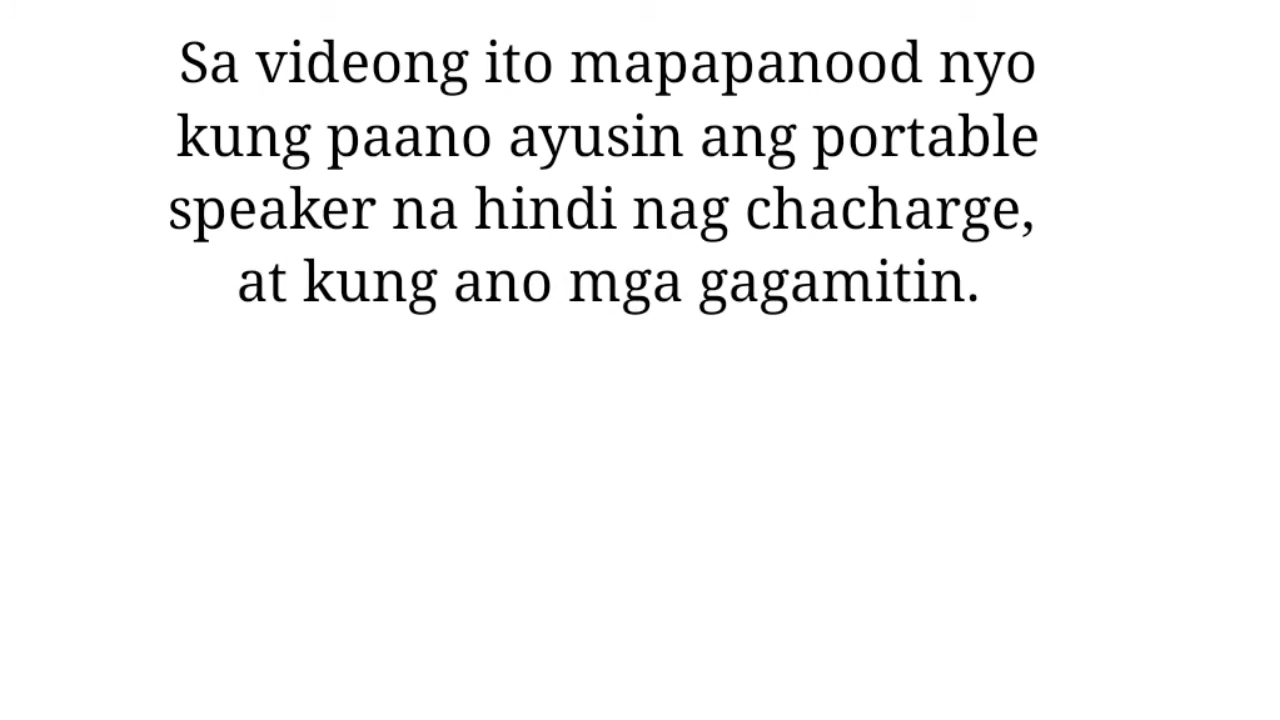 Sa videong ito mapapanood nyo
kung paano ayusin ang portable
speaker na hindi nag chacharge,
at kung ano mga gagamitin.